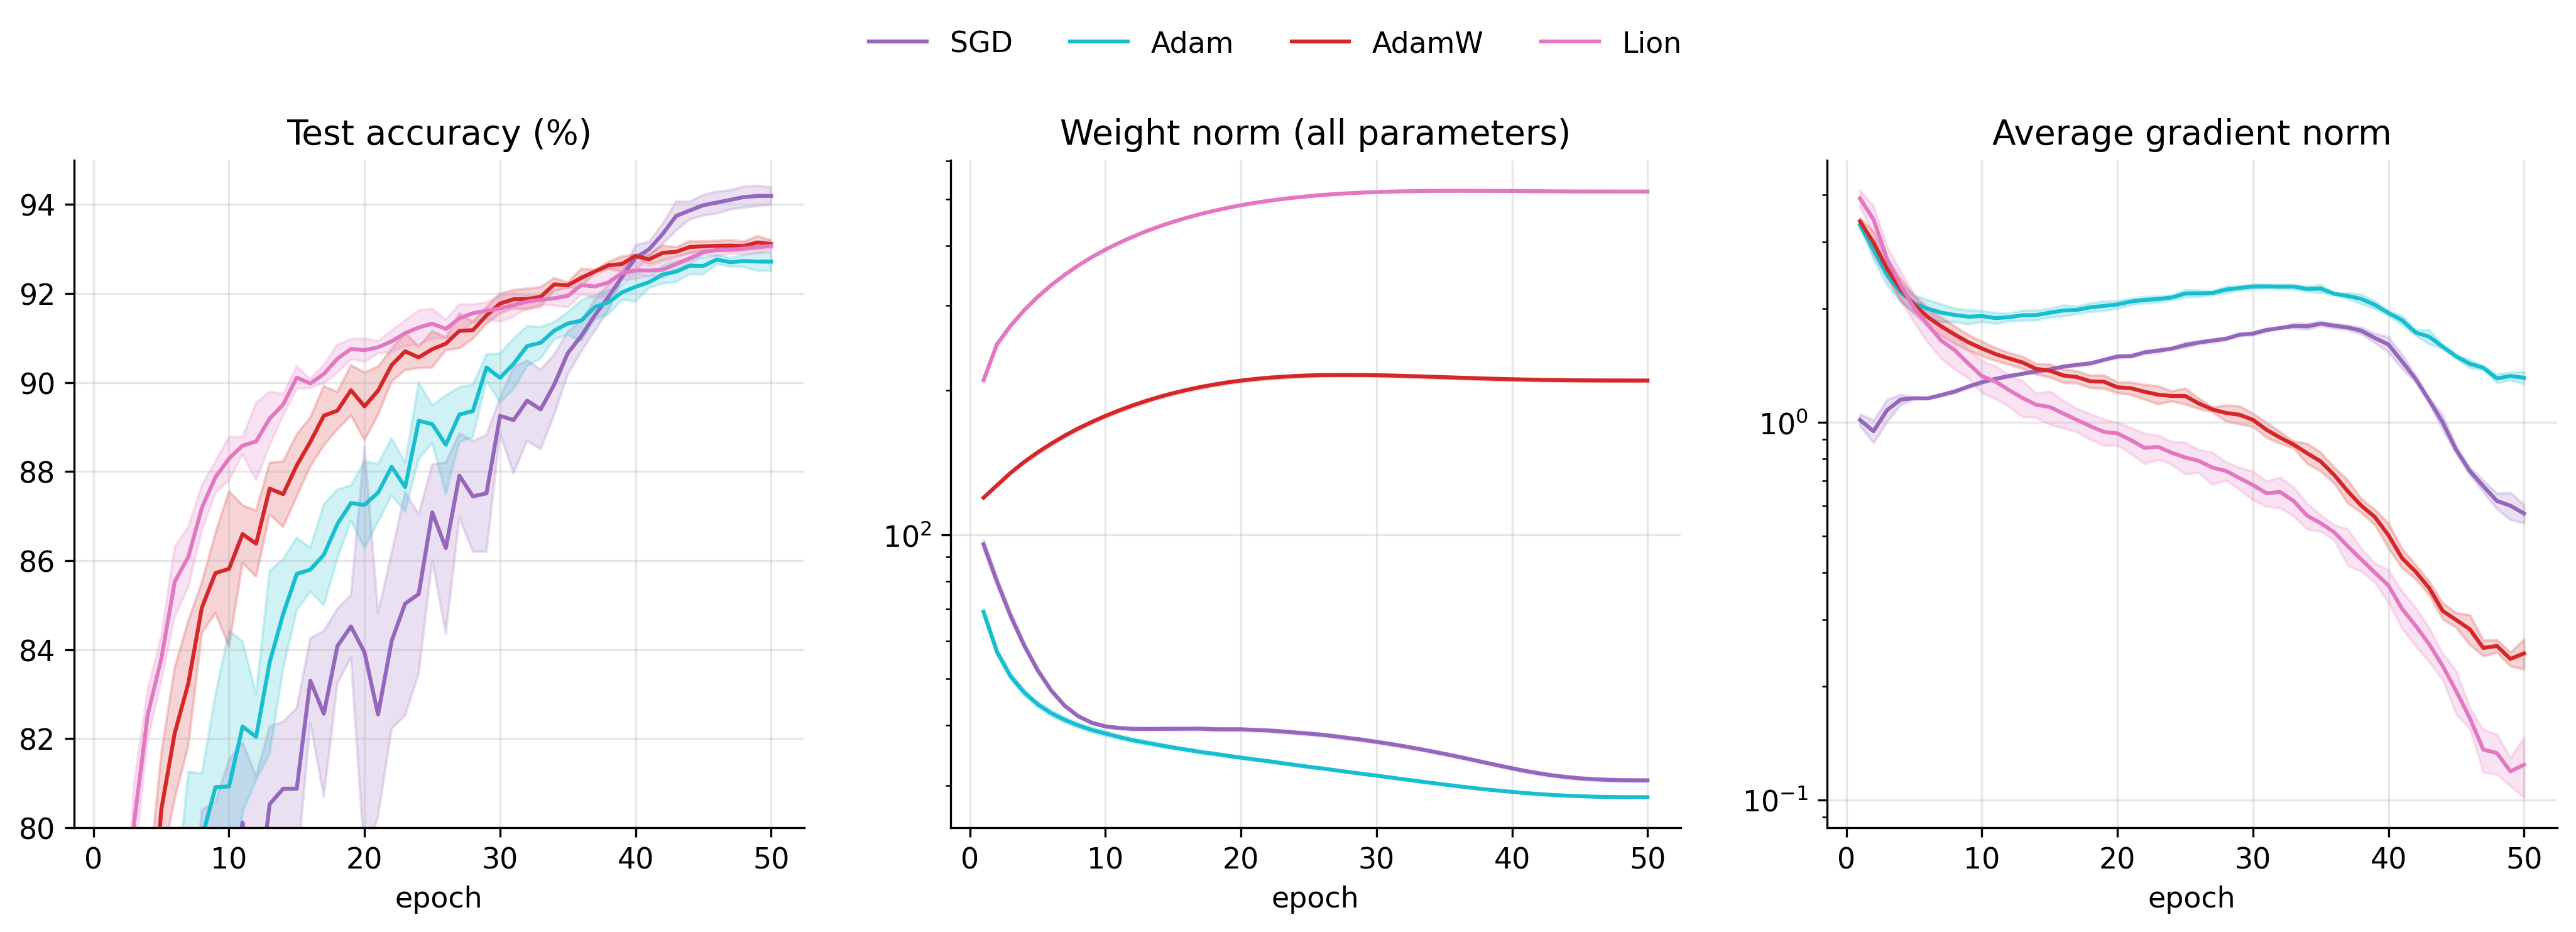 SGD Adam AdamW Lion
Test accuracy (%)
94
92
90
88
86
84
82
80
0 10 20 30 40 50
epoch
Weight norm (all parameters)
10²
0 10 20 30 40 50
epoch
Average gradient norm
10⁰
10⁻¹
0 10 20 30 40 50
epoch